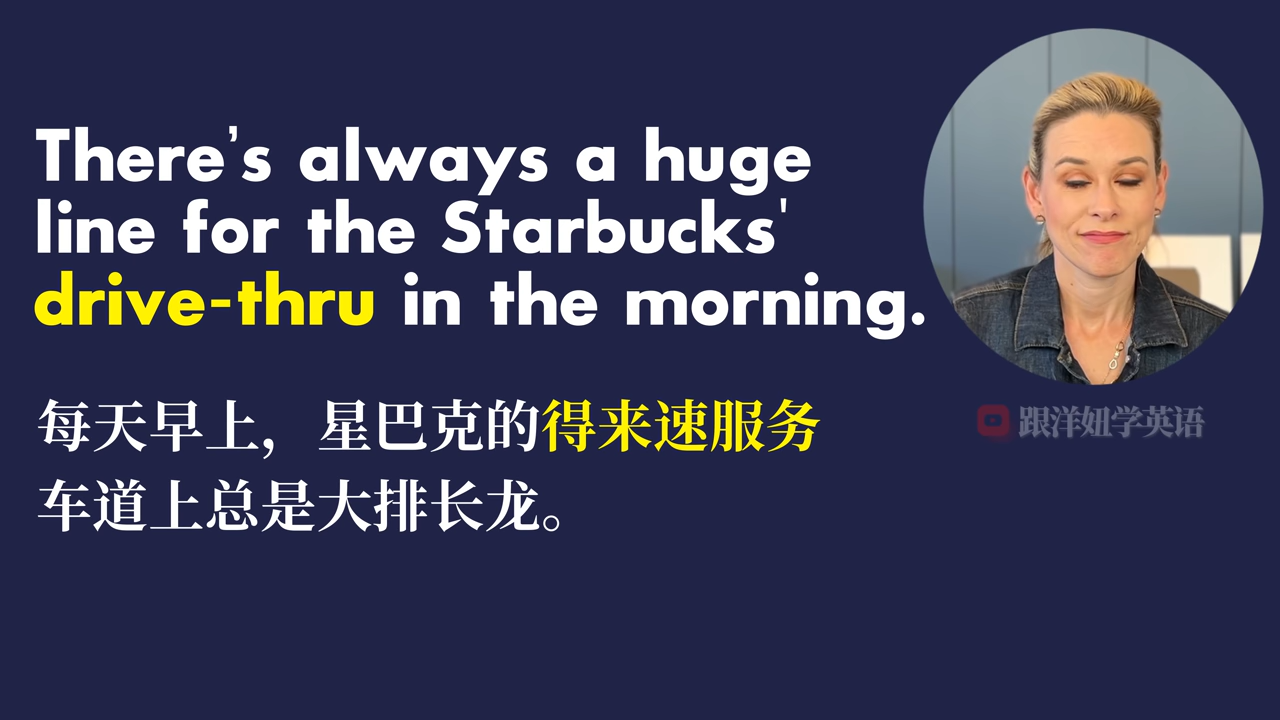 There’s always a huge
line for the Starbucks'
drive-thru in the morning.
每天早上，星巴克的得来速服务
车道上总是大排长龙。
跟洋妞学英语